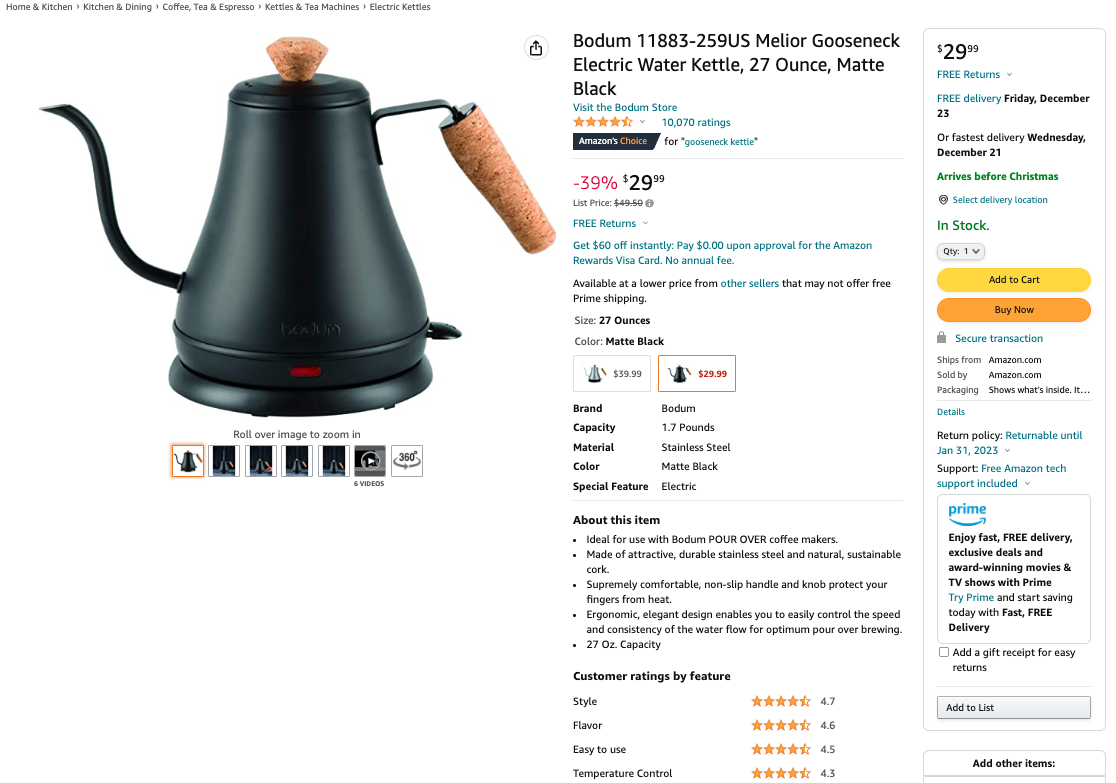 Home & Kitchen › Kitchen & Dining › Coffee, Tea & Espresso › Kettles & Tea Machines › Electric Kettles
bodum
Roll over image to zoom in
360°
6 VIDEOS
Bodum 11883-259US Melior Gooseneck
Electric Water Kettle, 27 Ounce, Matte
Black
Visit the Bodum Store
10,070 ratings
Amazon's Choice for "gooseneck kettle"
-39% $2999
List Price: $49.50
FREE Returns
Get $60 off instantly: Pay $0.00 upon approval for the Amazon
Rewards Visa Card. No annual fee.
Available at a lower price from other sellers that may not offer free
Prime shipping.
Size: 27 Ounces
Color: Matte Black
$39.99 $29.99
Brand Bodum
Capacity 1.7 Pounds
Material Stainless Steel
Color Matte Black
Special Feature Electric
About this item
• Ideal for use with Bodum POUR OVER coffee makers.
• Made of attractive, durable stainless steel and natural, sustainable
cork.
• Supremely comfortable, non-slip handle and knob protect your
fingers from heat.
• Ergonomic, elegant design enables you to easily control the speed
and consistency of the water flow for optimum pour over brewing.
• 27 Oz. Capacity
Customer ratings by feature
Style 4.7
Flavor 4.6
Easy to use 4.5
Temperature Control 4.3
$2999
FREE Returns
FREE delivery Friday, December
23
Or fastest delivery Wednesday,
December 21
Arrives before Christmas
Select delivery location
In Stock.
Qty: 1
Add to Cart
Buy Now
Secure transaction
Ships from Amazon.com
Sold by Amazon.com
Packaging Shows what's inside. It...
Details
Return policy: Returnable until
Jan 31, 2023
Support: Free Amazon tech
support included
prime
Enjoy fast, FREE delivery,
exclusive deals and
award-winning movies &
TV shows with Prime
Try Prime and start saving
today with Fast, FREE
Delivery
Add a gift receipt for easy
returns
Add to List
Add other items: